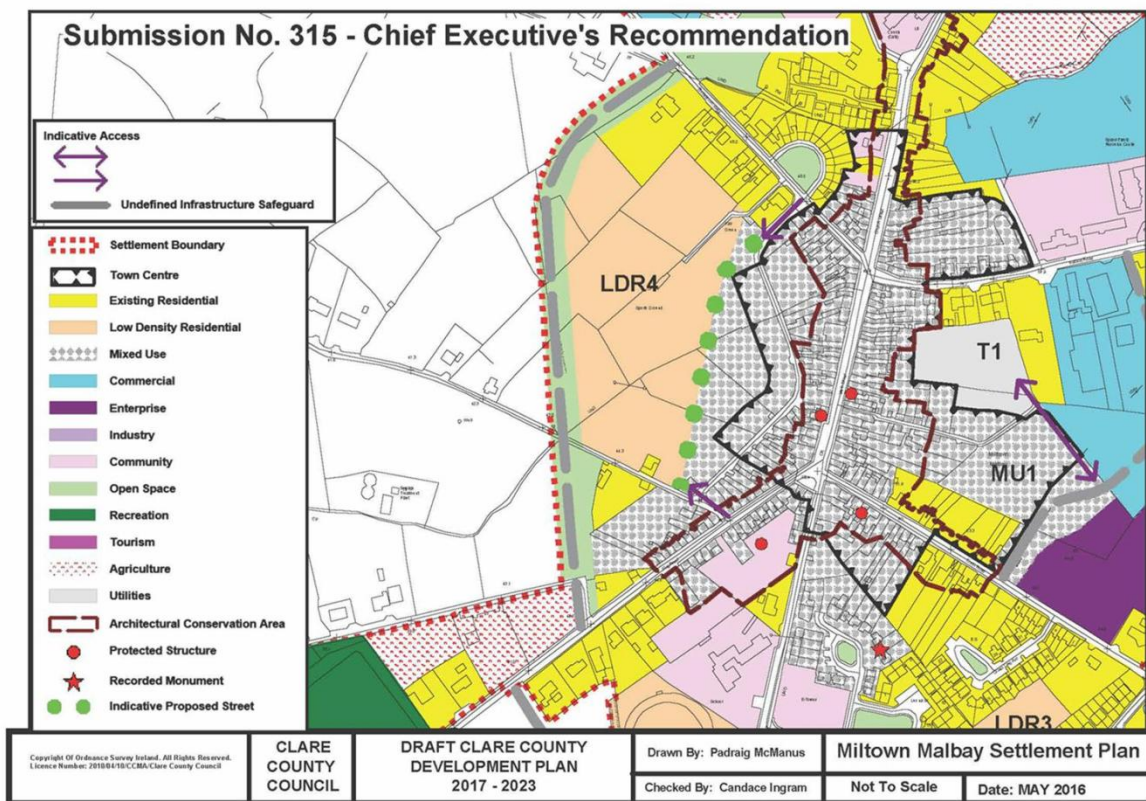 Submission No. 315 - Chief Executive's Recommendation
Indicative Access
Undefined Infrastructure Safeguard
Settlement Boundary
Town Centre
Existing Residential
Low Density Residential
Mixed Use
Commercial
Enterprise
Industry
Community
Open Space
Recreation
Tourism
Agriculture
Utilities
Architectural Conservation Area
Protected Structure
Recorded Monument
Indicative Proposed Street
LDR4
T1
MU1
LDR3
Copyright Of Ordnance Survey Ireland. All Rights Reserved.
Licence Number: 2010/04/10/CCMA/Clare County Council
CLARE
COUNTY
COUNCIL
DRAFT CLARE COUNTY
DEVELOPMENT PLAN
2017 - 2023
Drawn By: Padraig McManus
Checked By: Candace Ingram
Miltown Malbay Settlement Plan
Not To Scale
Date: MAY 2016